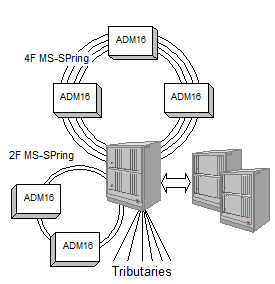 ADM16
4F MS-SPring
ADM16
ADM16
2F MS-SPring
ADM16
ADM16
Tributaries